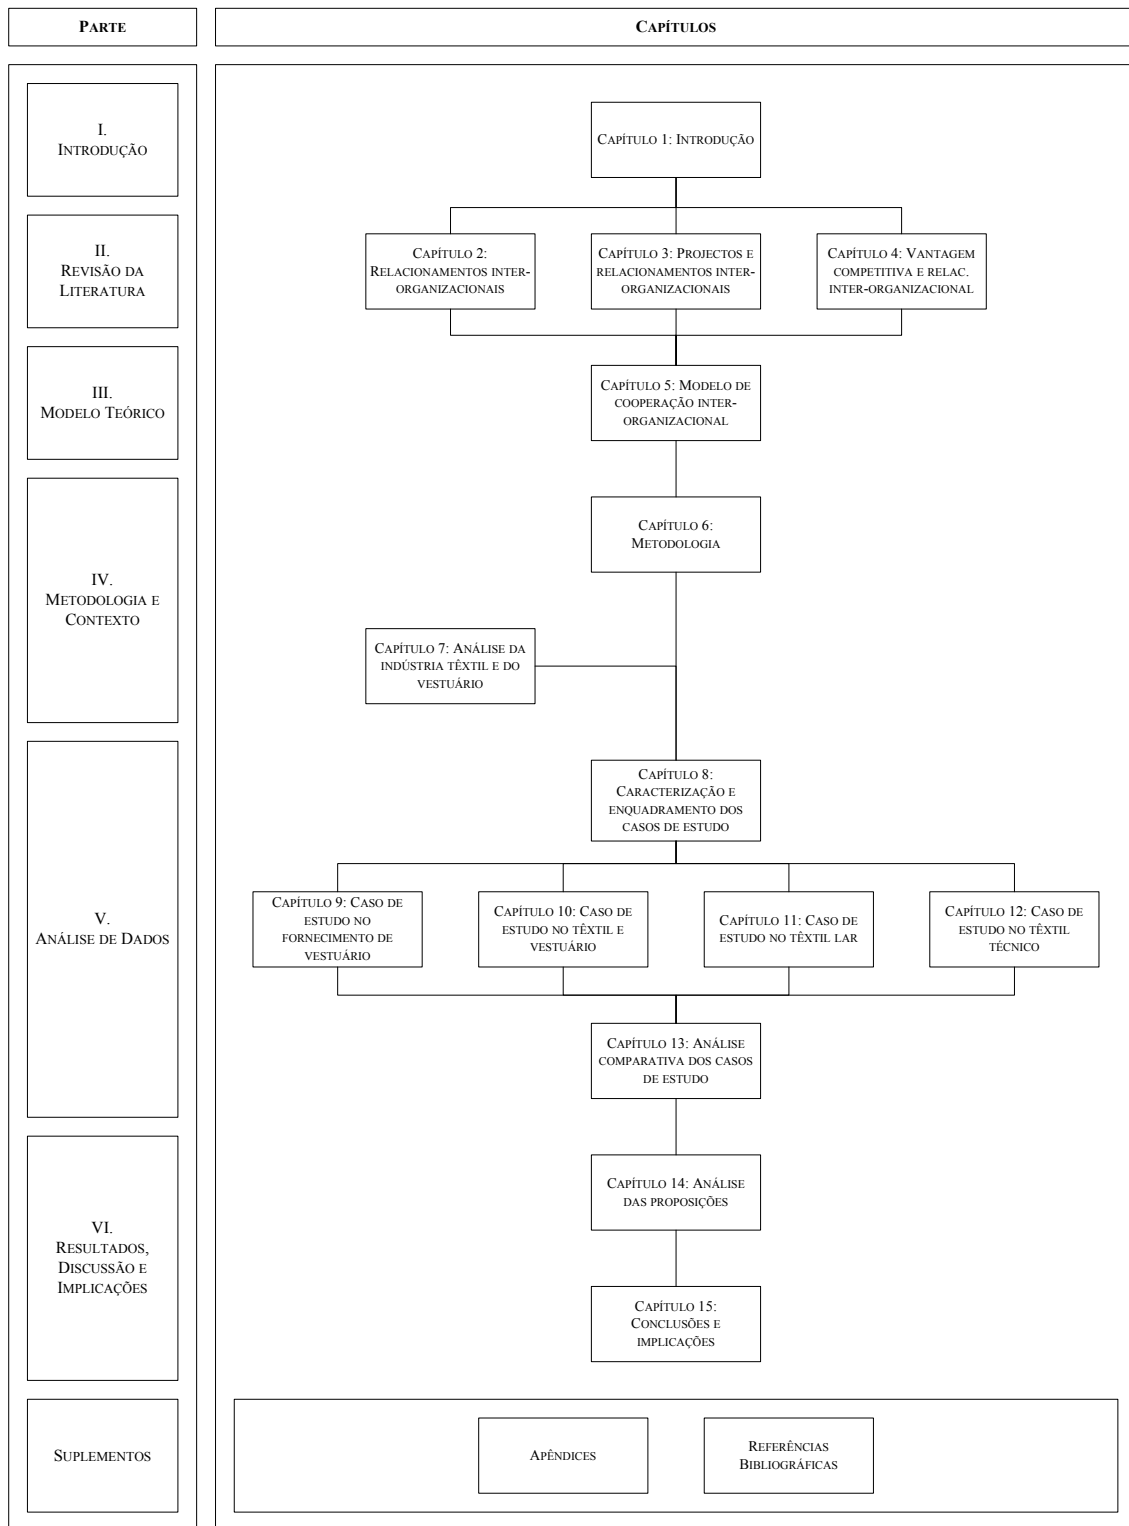 PARTE
CAPÍTULOS
I.
INTRODUÇÃO
CAPÍTULO 1: INTRODUÇÃO
II.
REVISÃO DA
LITERATURA
CAPÍTULO 2:
RELACIONAMENTOS INTER-
ORGANIZACIONAIS
CAPÍTULO 3: PROJECTOS E
RELACIONAMENTOS INTER-
ORGANIZACIONAIS
CAPÍTULO 4: VANTAGEM
COMPETITIVA E RELAC.
INTER-ORGANIZACIONAL
III.
MODELO TEÓRICO
CAPÍTULO 5: MODELO DE
COOPERAÇÃO INTER-
ORGANIZACIONAL
IV.
METODOLOGIA E
CONTEXTO
CAPÍTULO 6:
METODOLOGIA
CAPÍTULO 7: ANÁLISE DA
INDÚSTRIA TÊXTIL E DO
VESTUÁRIO
V.
ANÁLISE DE DADOS
CAPÍTULO 8:
CARACTERIZAÇÃO E
ENQUADRAMENTO DOS
CASOS DE ESTUDO
CAPÍTULO 9: CASO DE
ESTUDO NO
FORNECIMENTO DE
VESTUÁRIO
CAPÍTULO 10: CASO DE
ESTUDO NO TÊXTIL E
VESTUÁRIO
CAPÍTULO 11: CASO DE
ESTUDO NO TÊXTIL LAR
CAPÍTULO 12: CASO DE
ESTUDO NO TÊXTIL
TÉCNICO
CAPÍTULO 13: ANÁLISE
COMPARATIVA DOS CASOS
DE ESTUDO
VI.
RESULTADOS,
DISCUSSÃO E
IMPLICAÇÕES
CAPÍTULO 14: ANÁLISE
DAS PROPOSIÇÕES
CAPÍTULO 15:
CONCLUSÕES E
IMPLICAÇÕES
SUPLEMENTOS
APÊNDICES
REFERÊNCIAS
BIBLIOGRÁFICAS